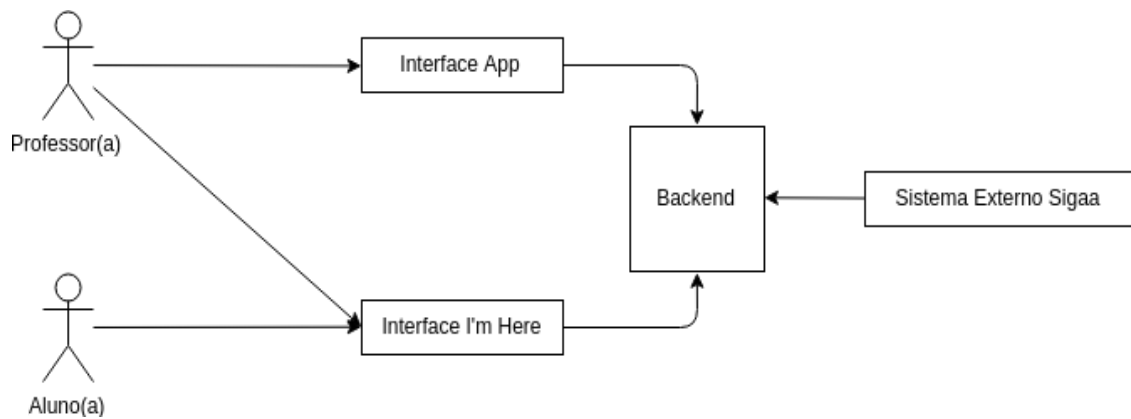 Interface App
Professor(a)
Backend
Sistema Externo Sigaa
Interface I'm Here
Aluno(a)